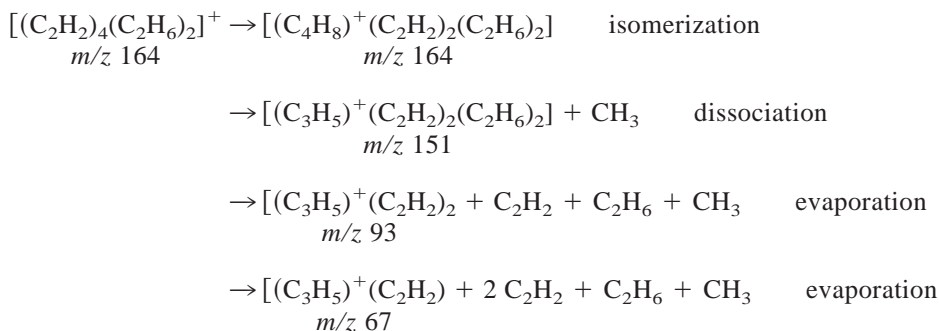 [(C₂H₂)₄(C₂H₆)₂]⁺ → [(C₄H₈)⁺(C₂H₂)₂(C₂H₆)₂] isomerization
m/z 164 m/z 164
→ [(C₃H₅)⁺(C₂H₂)₂(C₂H₆)₂] + CH₃ dissociation
m/z 151
→ [(C₃H₅)⁺(C₂H₂)₂ + C₂H₂ + C₂H₆ + CH₃ evaporation
m/z 93
→ [(C₃H₅)⁺(C₂H₂) + 2 C₂H₂ + C₂H₆ + CH₃ evaporation
m/z 67